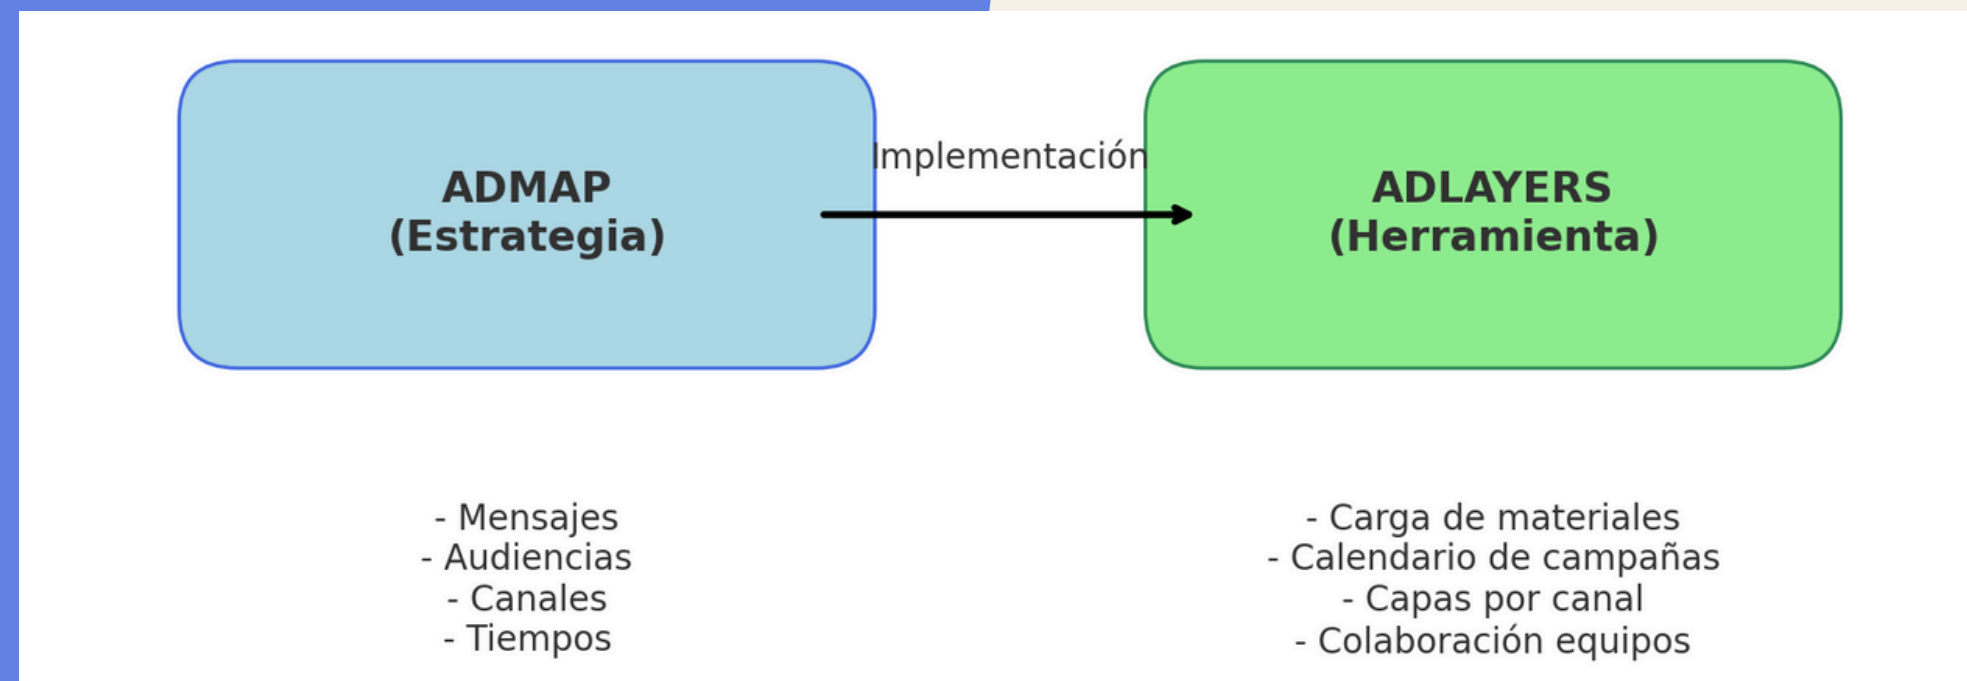 ADMAP
(Estrategia)
Implementación
ADLAYERS
(Herramienta)
- Mensajes
- Audiencias
- Canales
- Tiempos
- Carga de materiales
- Calendario de campañas
- Capas por canal
- Colaboración equipos